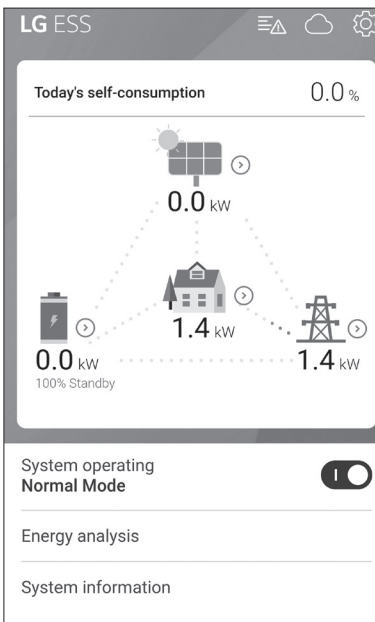 LG ESS
Today's self-consumption 0.0 %
0.0 kW
1.4 kW
0.0 kW
1.4 kW
100% Standby
System operating
Normal Mode
Energy analysis
System information